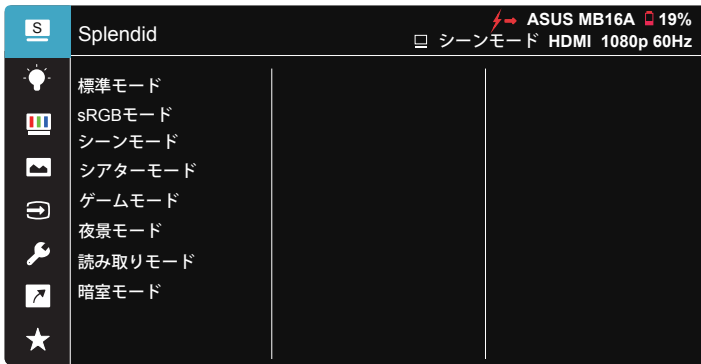 S
Splendid
ASUS MB16A 19%
シーンモード HDMI 1080p 60Hz
標準モード
sRGBモード
シーンモード
シアターモード
ゲームモード
夜景モード
読み取りモード
暗室モード